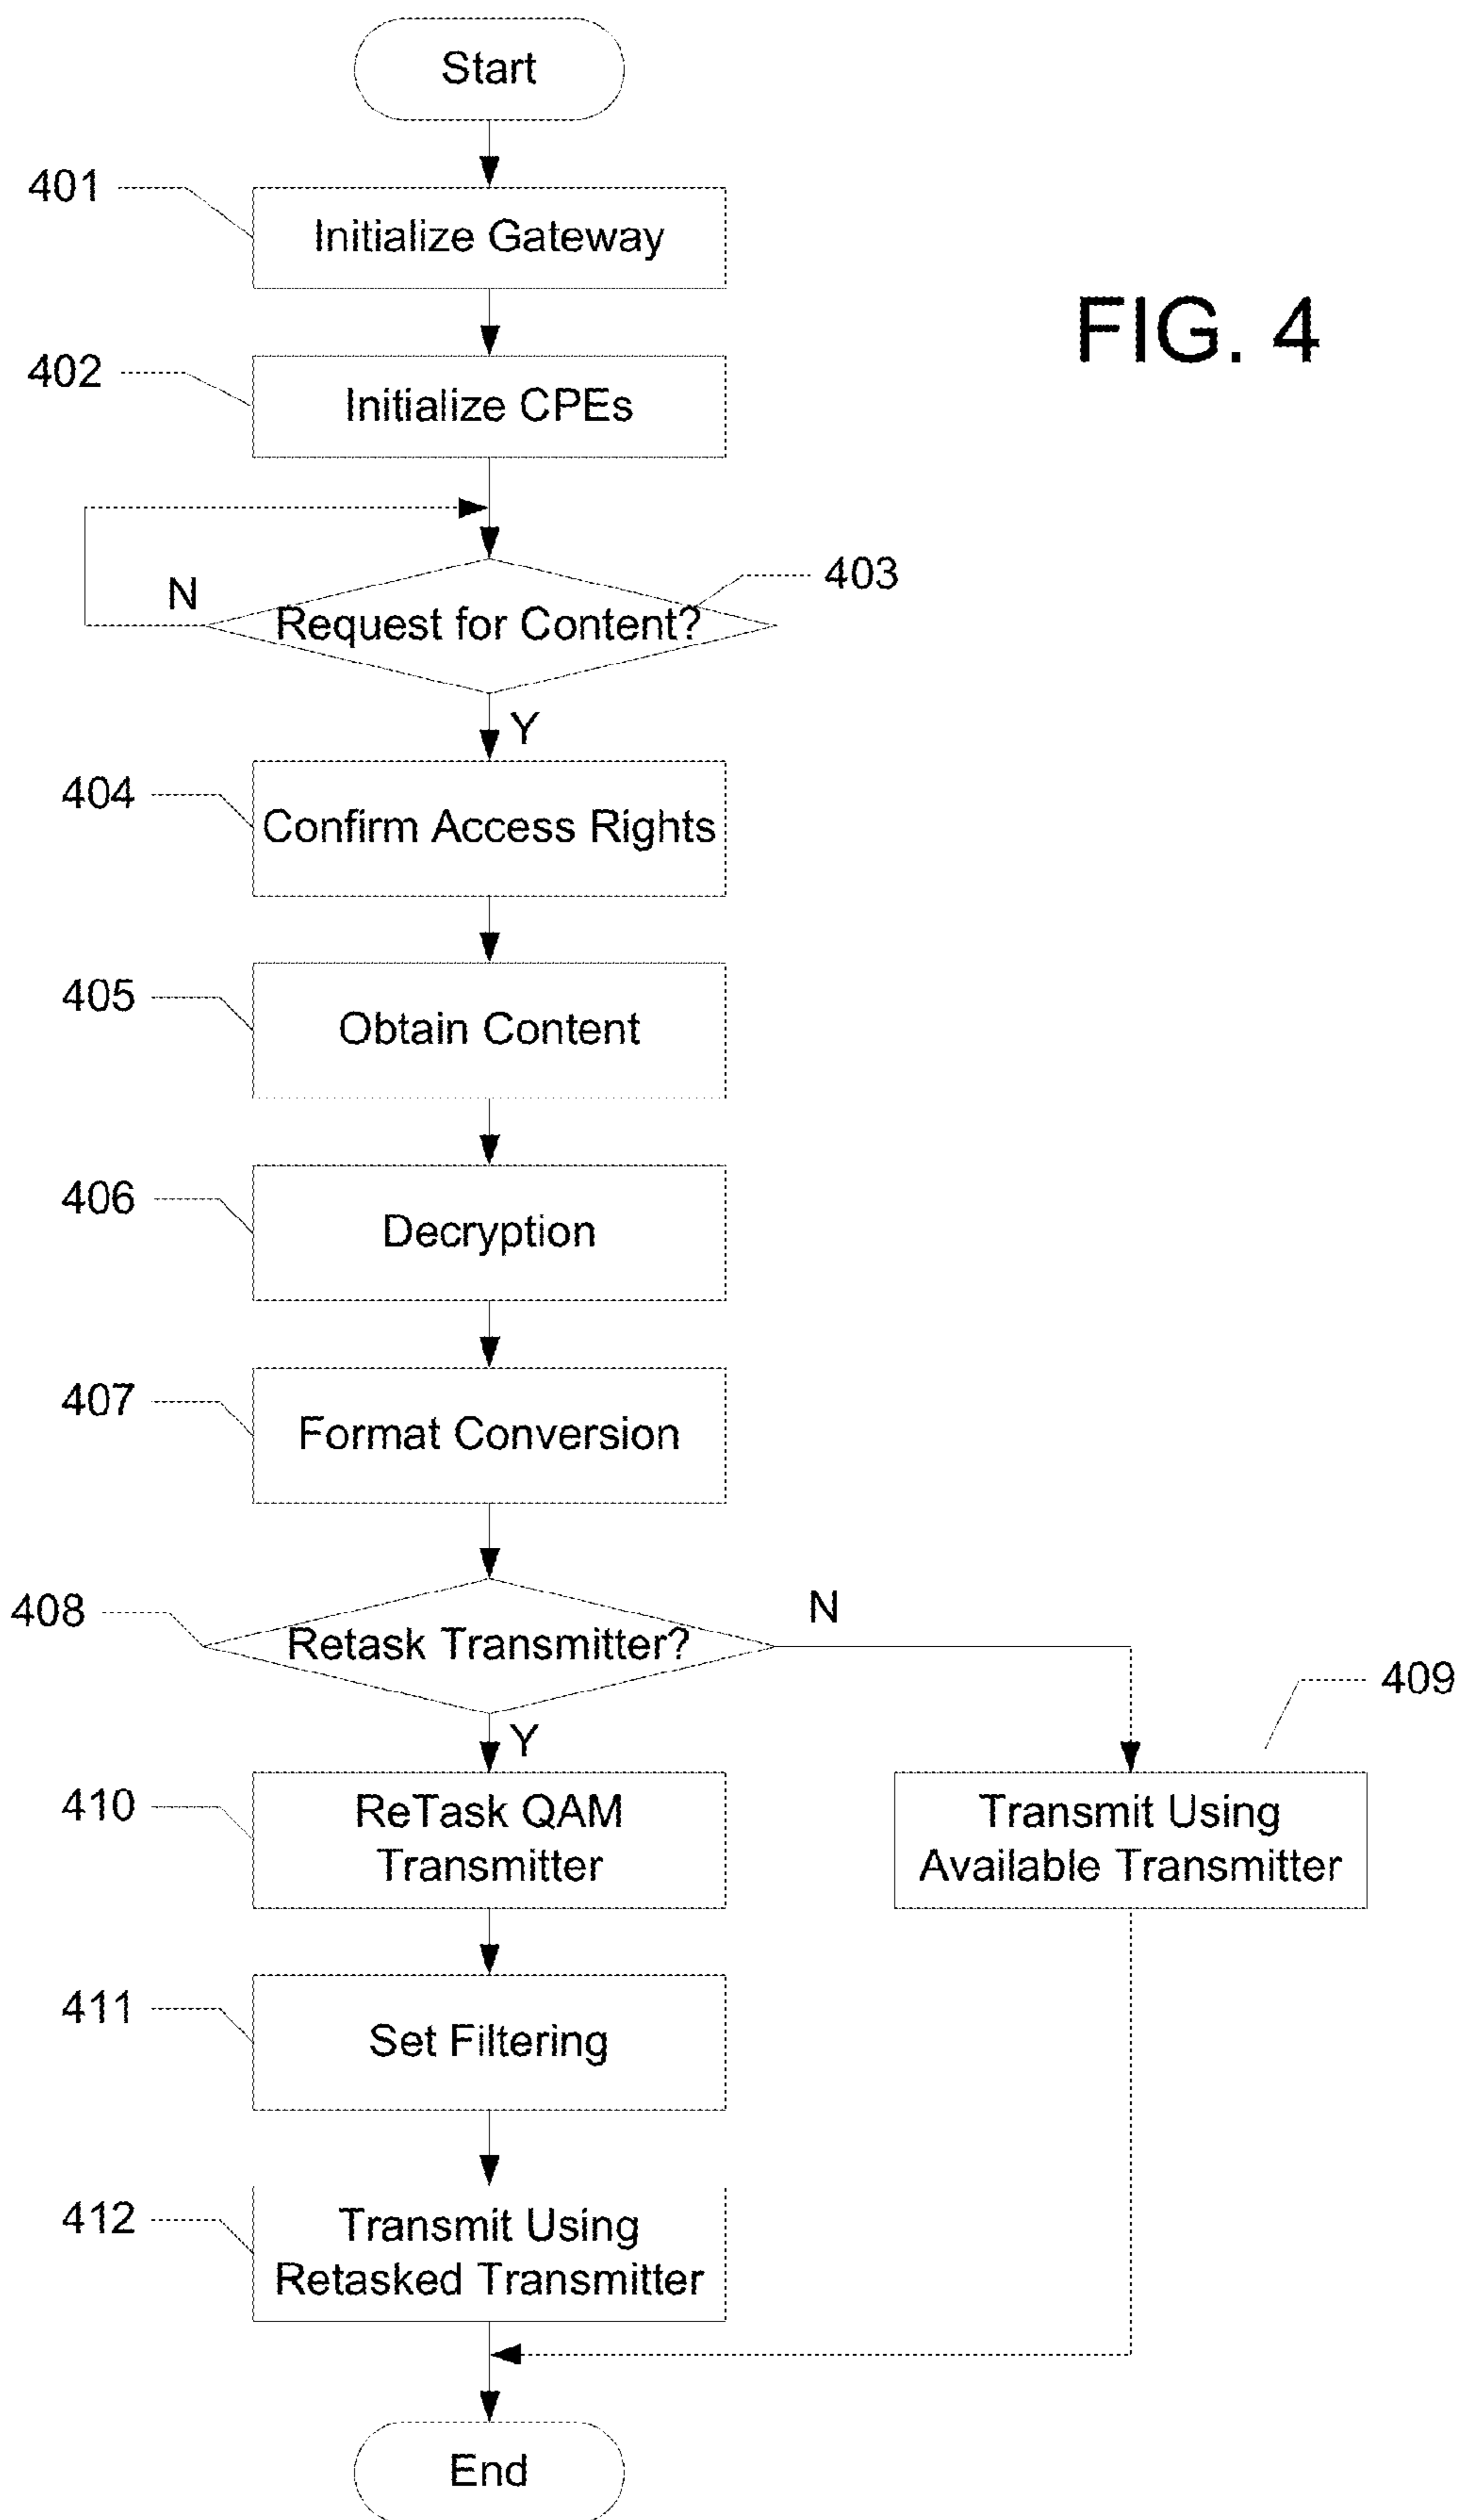 Start
401
Initialize Gateway
FIG. 4
402
Initialize CPEs
403
N
Request for Content?
Y
404
Confirm Access Rights
405
Obtain Content
406
Decryption
407
Format Conversion
408
N
Retask Transmitter?
409
Y
410
ReTask QAM
Transmitter
Transmit Using
Available Transmitter
411
Set Filtering
412
Transmit Using
Retasked Transmitter
End